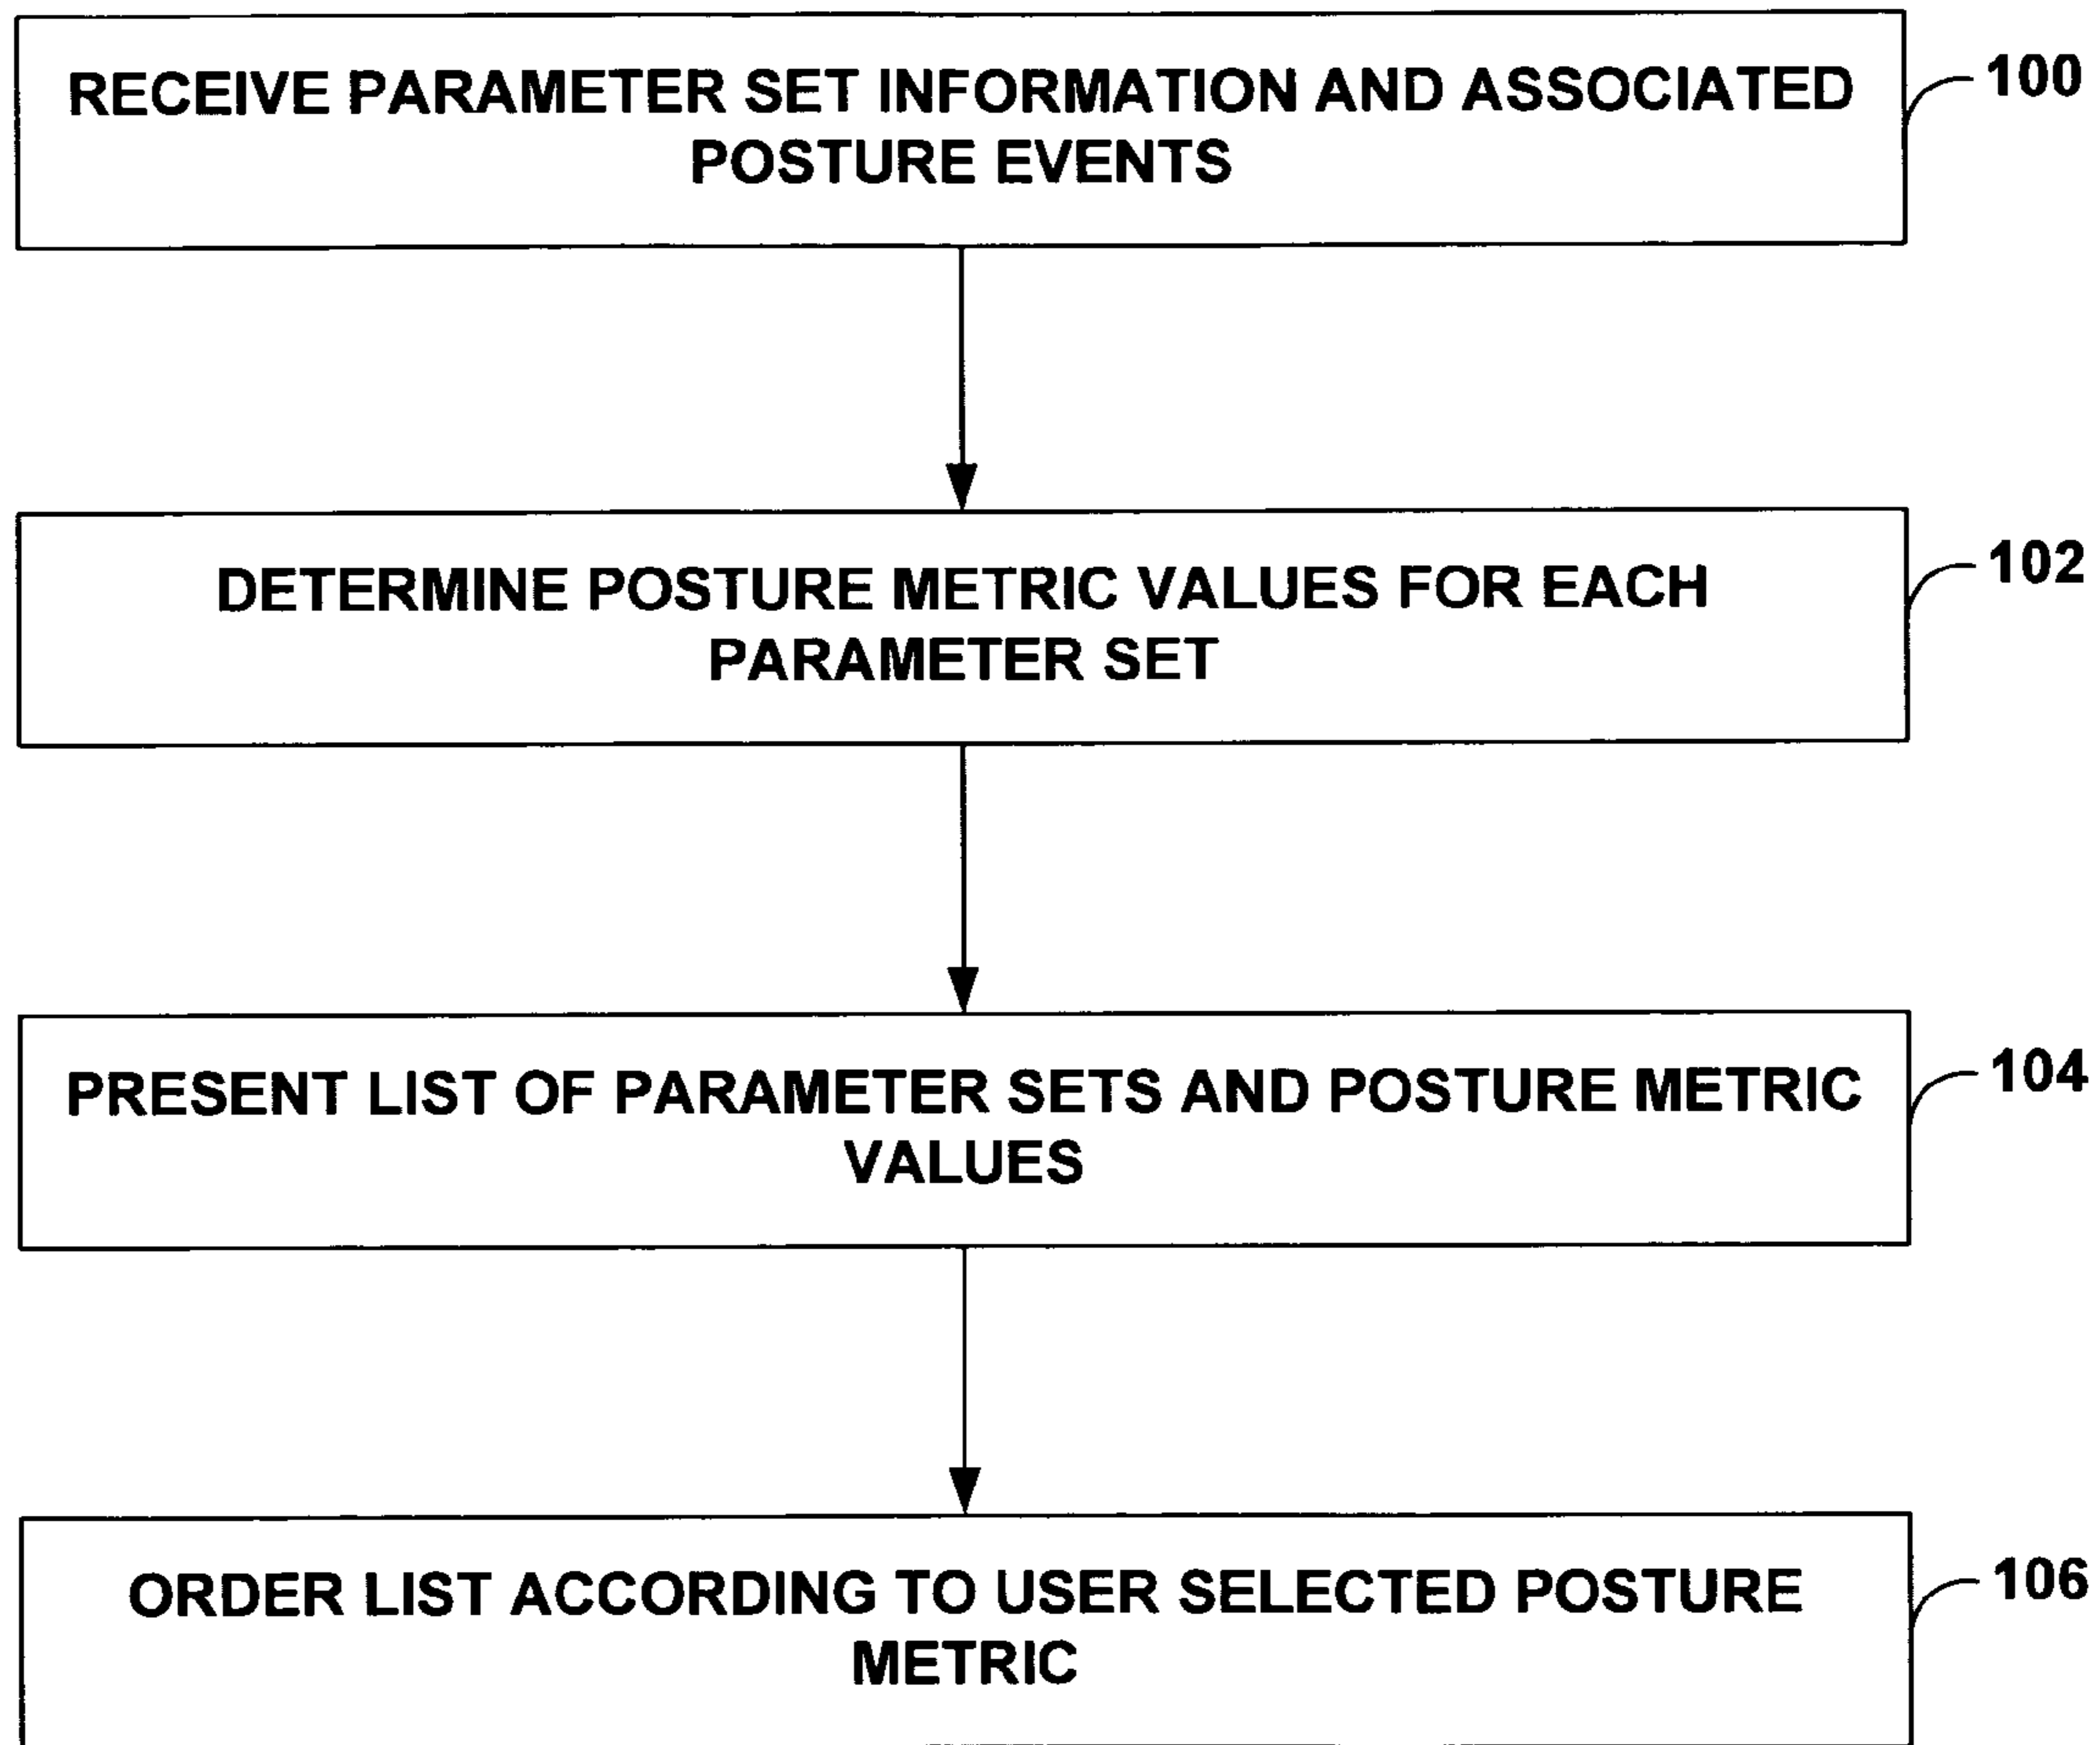 RECEIVE PARAMETER SET INFORMATION AND ASSOCIATED
POSTURE EVENTS
100
DETERMINE POSTURE METRIC VALUES FOR EACH
PARAMETER SET
102
PRESENT LIST OF PARAMETER SETS AND POSTURE METRIC
VALUES
104
ORDER LIST ACCORDING TO USER SELECTED POSTURE
METRIC
106